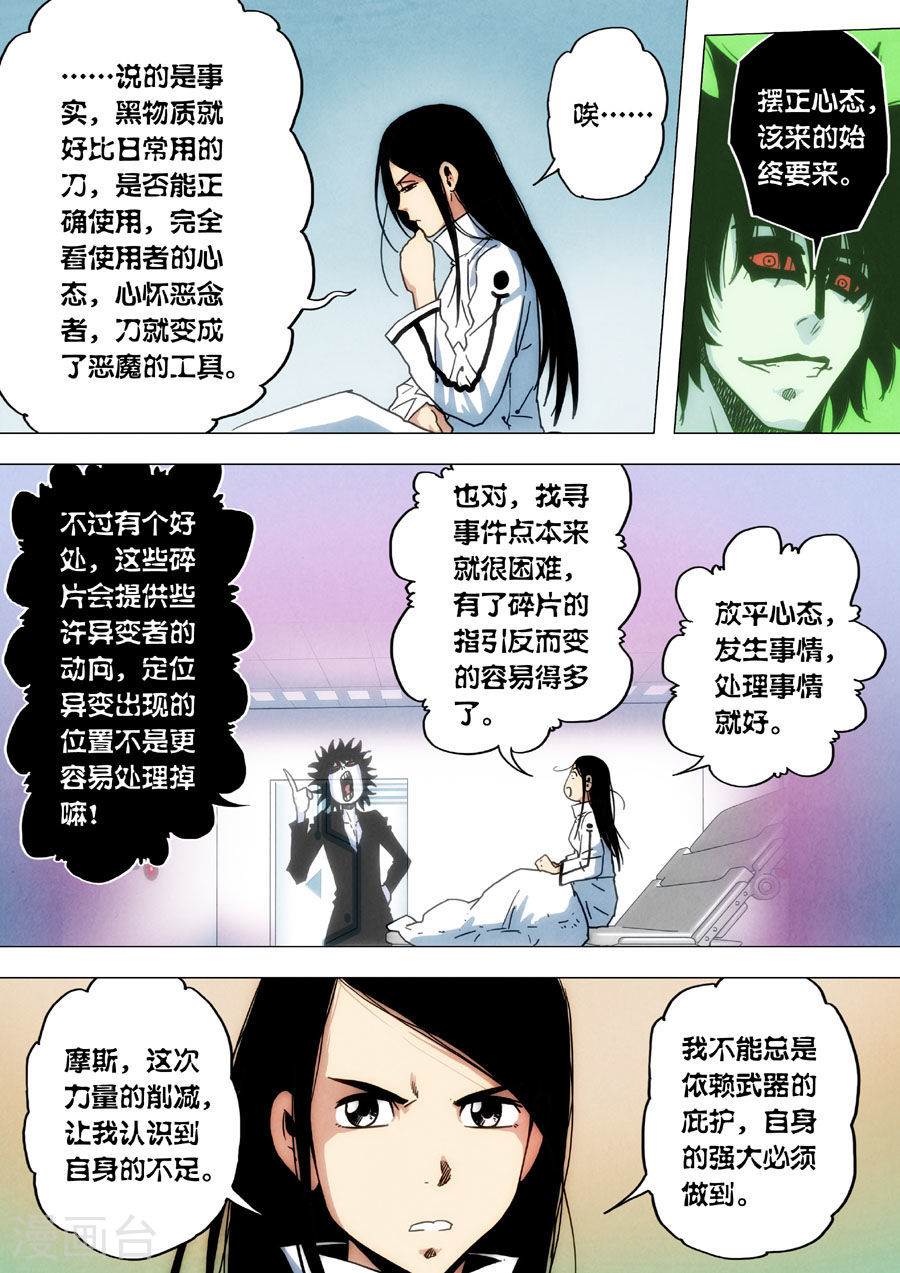 ……说的是事
实，黑物质就
好比日常用的
刀，是否能正
确使用，完全
看使用者的心
态，心怀恶念
者，刀就变成
了恶魔的工具。
唉……
摆正心态，
该来的始
终要来。
不过有个好
处，这些碎
片会提供些
许异变者的
动向，定位
异变出现的
位置不是更
容易处理掉
嘛！
也对，找寻
事件点本来
就很困难，
有了碎片的
指引反而变
的容易得多
了。
放平心态，
发生事情，
处理事情
就好。
摩斯，这次
力量的削减，
让我认识到
自身的不足。
我不能总是
依赖武器的
庇护，自身
的强大必须
做到。
漫画台